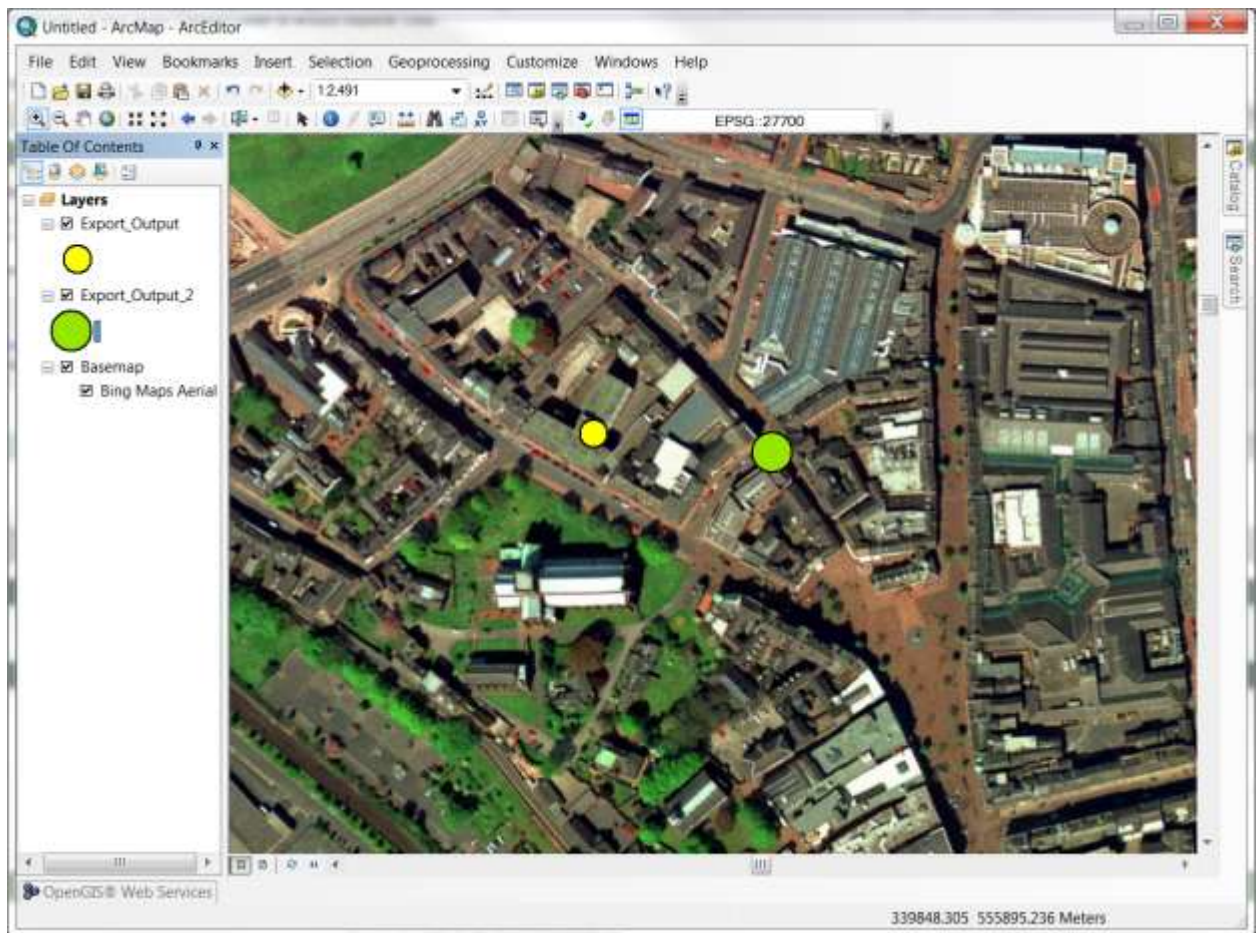 Untitled - ArcMap - ArcEditor
File Edit View Bookmarks Insert Selection Geoprocessing Customize Windows Help
1:2,491
EPSG::27700
Table Of Contents
Layers
Export_Output
Export_Output_2
Basemap
Bing Maps Aerial
Catalog
Search
OpenGIS® Web Services
339848.305 555895.236 Meters